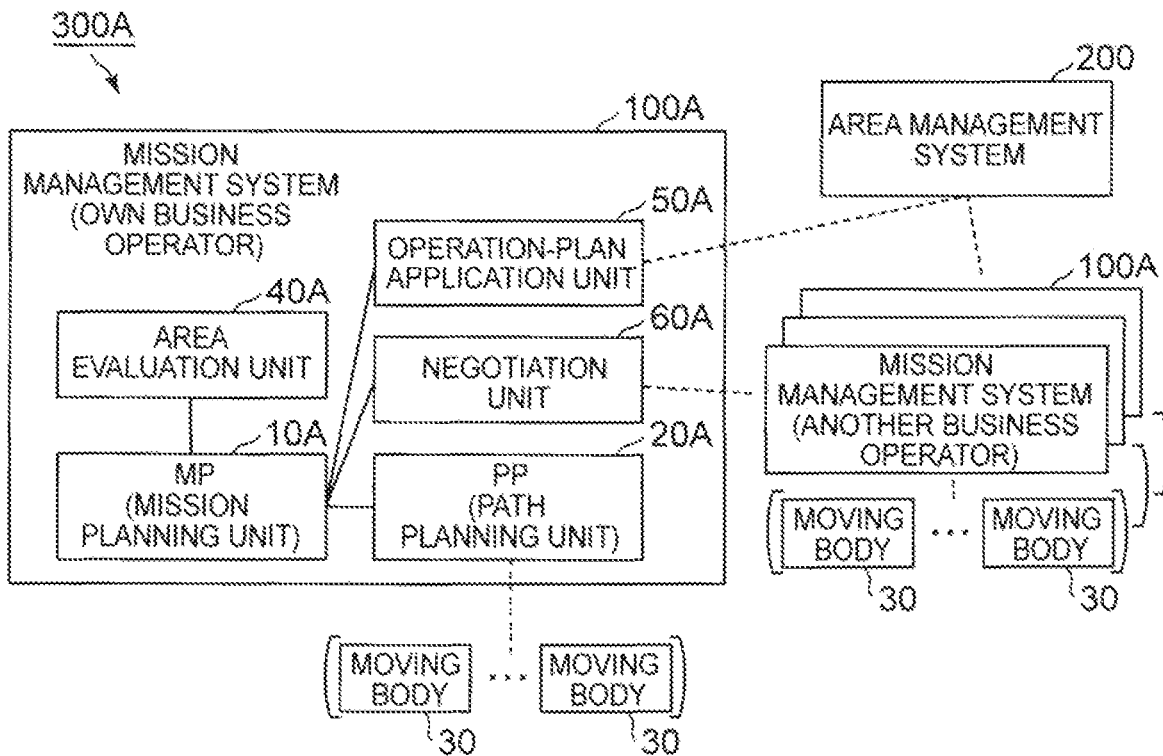 300A
100A
MISSION
MANAGEMENT SYSTEM
(OWN BUSINESS
OPERATOR)
50A
OPERATION-PLAN
APPLICATION UNIT
40A
AREA
EVALUATION UNIT
60A
NEGOTIATION
UNIT
10A
MP
(MISSION
PLANNING UNIT)
20A
PP
(PATH
PLANNING UNIT)
MOVING
BODY
30
...
MOVING
BODY
30
200
AREA MANAGEMENT
SYSTEM
100A
MISSION
MANAGEMENT SYSTEM
(ANOTHER BUSINESS
OPERATOR)
MOVING
BODY
30
...
MOVING
BODY
30